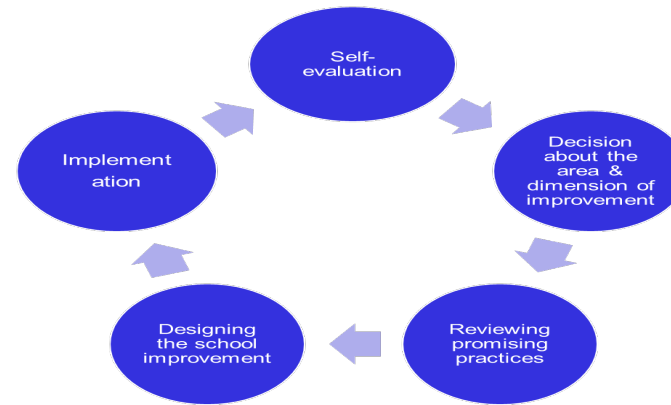 Self-
evaluation
Decision
about the
area &
dimension of
improvement
Reviewing
promising
practices
Designing
the school
improvement
Implement
ation